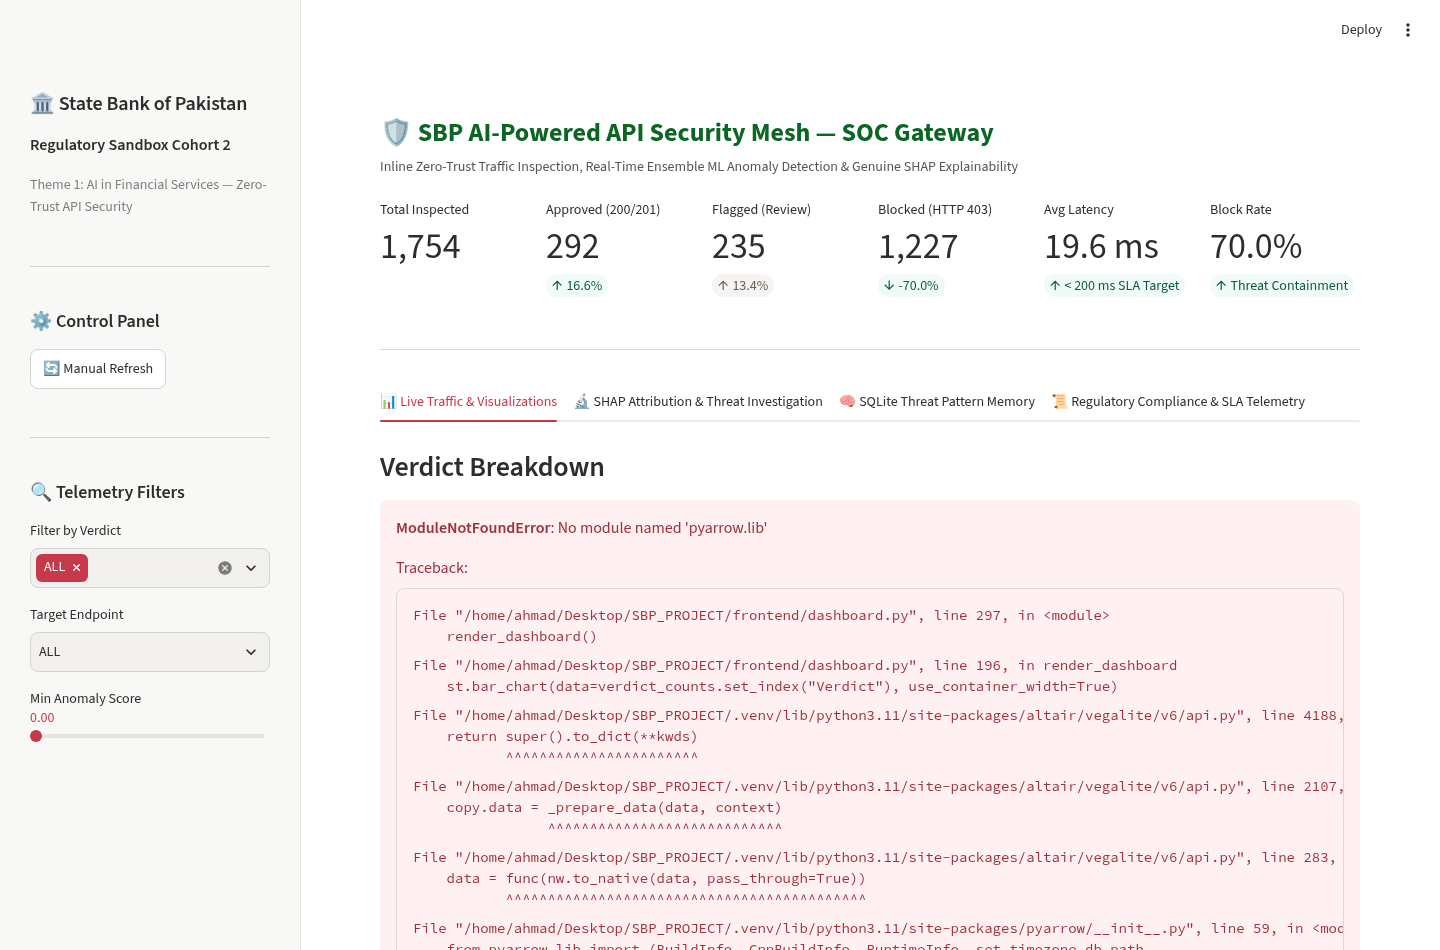 Deploy
State Bank of Pakistan
Regulatory Sandbox Cohort 2
Theme 1: AI in Financial Services — Zero-
Trust API Security
Control Panel
Manual Refresh
Telemetry Filters
Filter by Verdict
ALL
Target Endpoint
ALL
Min Anomaly Score
0.00
SBP AI-Powered API Security Mesh — SOC Gateway
Inline Zero-Trust Traffic Inspection, Real-Time Ensemble ML Anomaly Detection & Genuine SHAP Explainability
Total Inspected
1,754
Approved (200/201)
292
↑ 16.6%
Flagged (Review)
235
↑ 13.4%
Blocked (HTTP 403)
1,227
↓ -70.0%
Avg Latency
19.6 ms
↑ < 200 ms SLA Target
Block Rate
70.0%
↑ Threat Containment
Live Traffic & Visualizations
SHAP Attribution & Threat Investigation
SQLite Threat Pattern Memory
Regulatory Compliance & SLA Telemetry
Verdict Breakdown
ModuleNotFoundError: No module named 'pyarrow.lib'
Traceback:
File "/home/ahmad/Desktop/SBP_PROJECT/frontend/dashboard.py", line 297, in <module>
render_dashboard()
File "/home/ahmad/Desktop/SBP_PROJECT/frontend/dashboard.py", line 196, in render_dashboard
st.bar_chart(data=verdict_counts.set_index("Verdict"), use_container_width=True)
File "/home/ahmad/Desktop/SBP_PROJECT/.venv/lib/python3.11/site-packages/altair/vegalite/v6/api.py", line 4188,
return super().to_dict(**kwds)
^^^^^^^^^^^^^^^^^^^^^^^
File "/home/ahmad/Desktop/SBP_PROJECT/.venv/lib/python3.11/site-packages/altair/vegalite/v6/api.py", line 2107,
copy.data = _prepare_data(data, context)
^^^^^^^^^^^^^^^^^^^^^^^^^^^^
File "/home/ahmad/Desktop/SBP_PROJECT/.venv/lib/python3.11/site-packages/altair/vegalite/v6/api.py", line 283,
data = func(nw.to_native(data, pass_through=True))
^^^^^^^^^^^^^^^^^^^^^^^^^^^^^^^^^^^^^^^^^^^
File "/home/ahmad/Desktop/SBP_PROJECT/.venv/lib/python3.11/site-packages/pyarrow/__init__.py", line 59, in <mod
from pyarrow.lib import (BuildInfo, CppBuildInfo, RuntimeInfo, set_timezone_db_path,